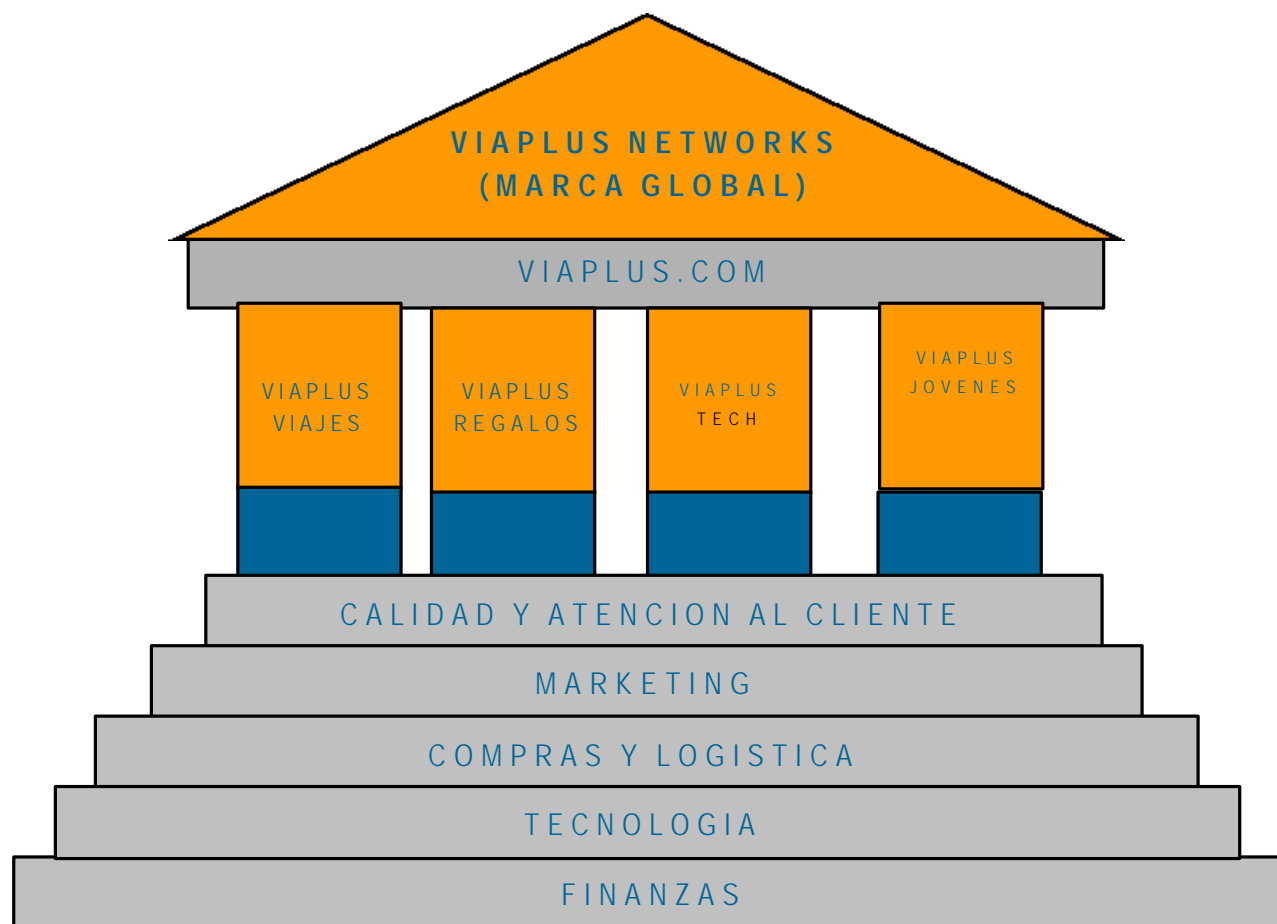 VIAPLUS NETWORKS
(MARCA GLOBAL)
VIAPLUS.COM
VIAPLUS
VIAJES
VIAPLUS
REGALOS
VIAPLUS
TECH
VIAPLUS
JOVENES
CALIDAD Y ATENCION AL CLIENTE
MARKETING
COMPRAS Y LOGISTICA
TECNOLOGIA
FINANZAS